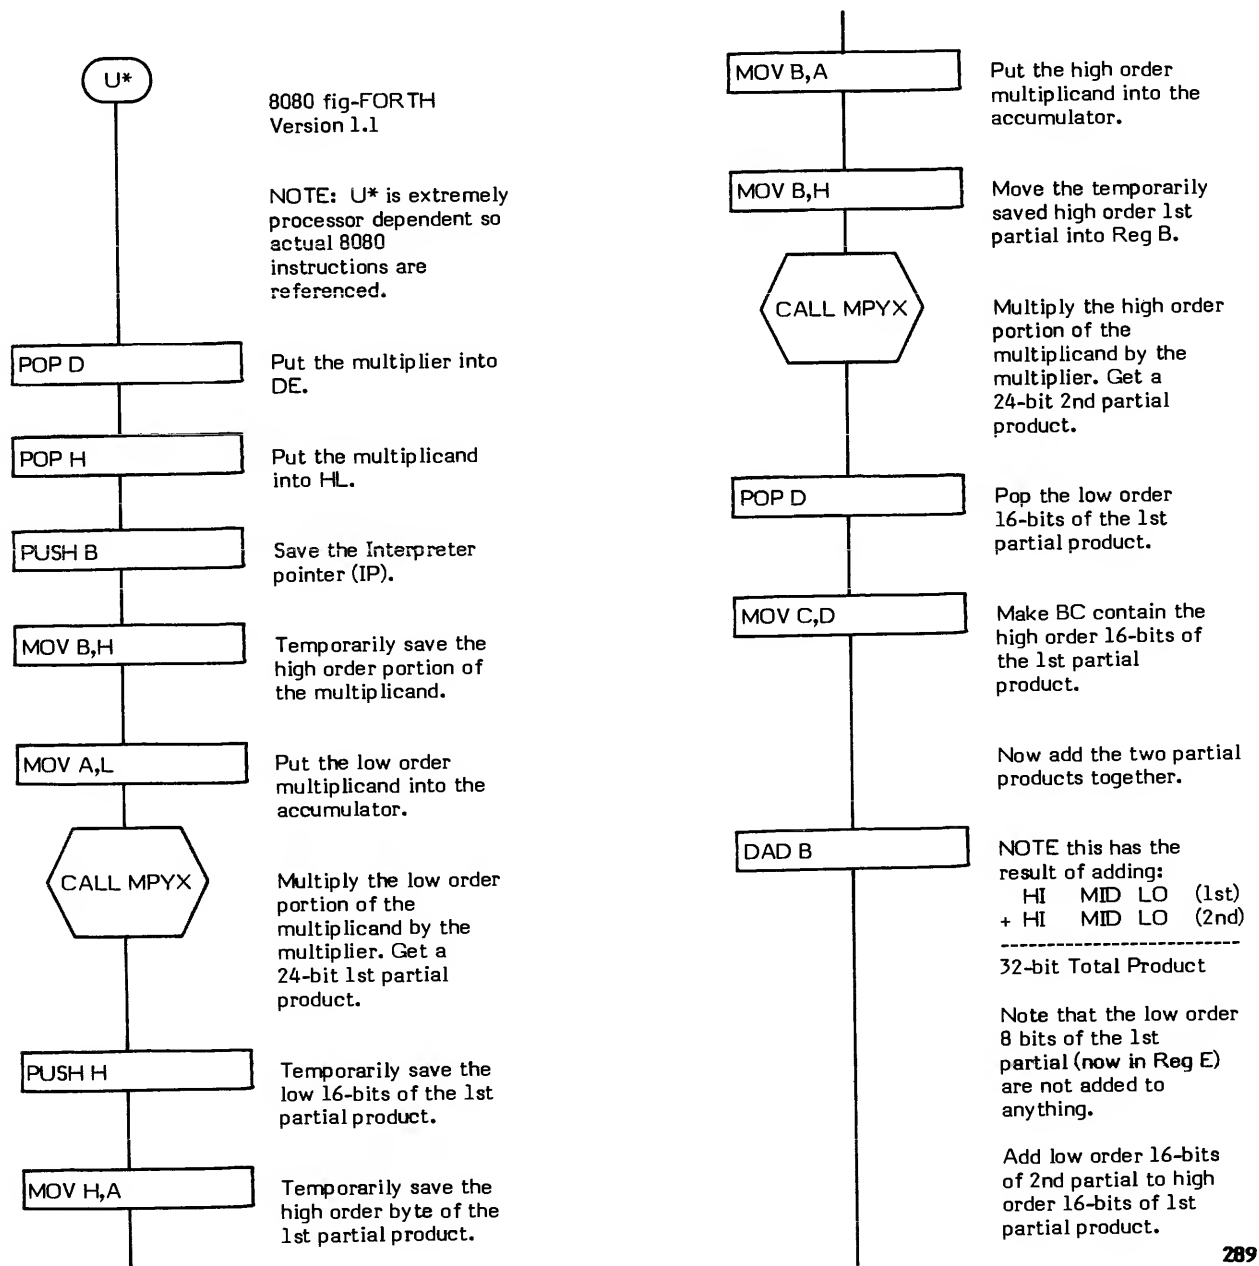 U*
8080 fig-FORTH
Version 1.1
NOTE: U* is extremely
processor dependent so
actual 8080
instructions are
referenced.
POP D
Put the multiplier into
DE.
POP H
Put the multiplicand
into HL.
PUSH B
Save the Interpreter
pointer (IP).
MOV B,H
Temporarily save the
high order portion of
the multiplicand.
MOV A,L
Put the low order
multiplicand into the
accumulator.
CALL MPYX
Multiply the low order
portion of the
multiplicand by the
multiplier. Get a
24-bit 1st partial
product.
PUSH H
Temporarily save the
low 16-bits of the 1st
partial product.
MOV H,A
Temporarily save the
high order byte of the
1st partial product.
MOV B,A
Put the high order
multiplicand into the
accumulator.
MOV B,H
Move the temporarily
saved high order 1st
partial into Reg B.
CALL MPYX
Multiply the high order
portion of the
multiplicand by the
multiplier. Get a
24-bit 2nd partial
product.
POP D
Pop the low order
16-bits of the 1st
partial product.
MOV C,D
Make BC contain the
high order 16-bits of
the 1st partial
product.
Now add the two partial
products together.
DAD B
NOTE this has the
result of adding:
HI MID LO (1st)
+ HI MID LO (2nd)
--------------------------
32-bit Total Product
Note that the low order
8 bits of the 1st
partial (now in Reg E)
are not added to
anything.
Add low order 16-bits
of 2nd partial to high
order 16-bits of 1st
partial product.
289